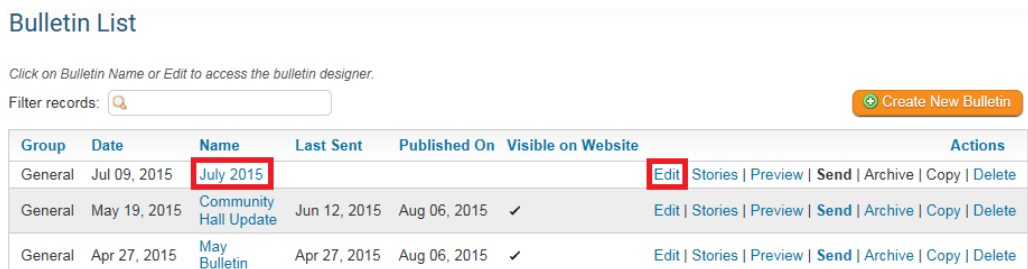 Bulletin List
Click on Bulletin Name or Edit to access the bulletin designer.
Filter records: Create New Bulletin
Group Date Name Last Sent Published On Visible on Website Actions
General Jul 09, 2015 July 2015 Edit | Stories | Preview | Send | Archive | Copy | Delete
General May 19, 2015 Community Hall Update Jun 12, 2015 Aug 06, 2015 ✓ Edit | Stories | Preview | Send | Archive | Copy | Delete
General Apr 27, 2015 May Bulletin Apr 27, 2015 Aug 06, 2015 ✓ Edit | Stories | Preview | Send | Archive | Copy | Delete